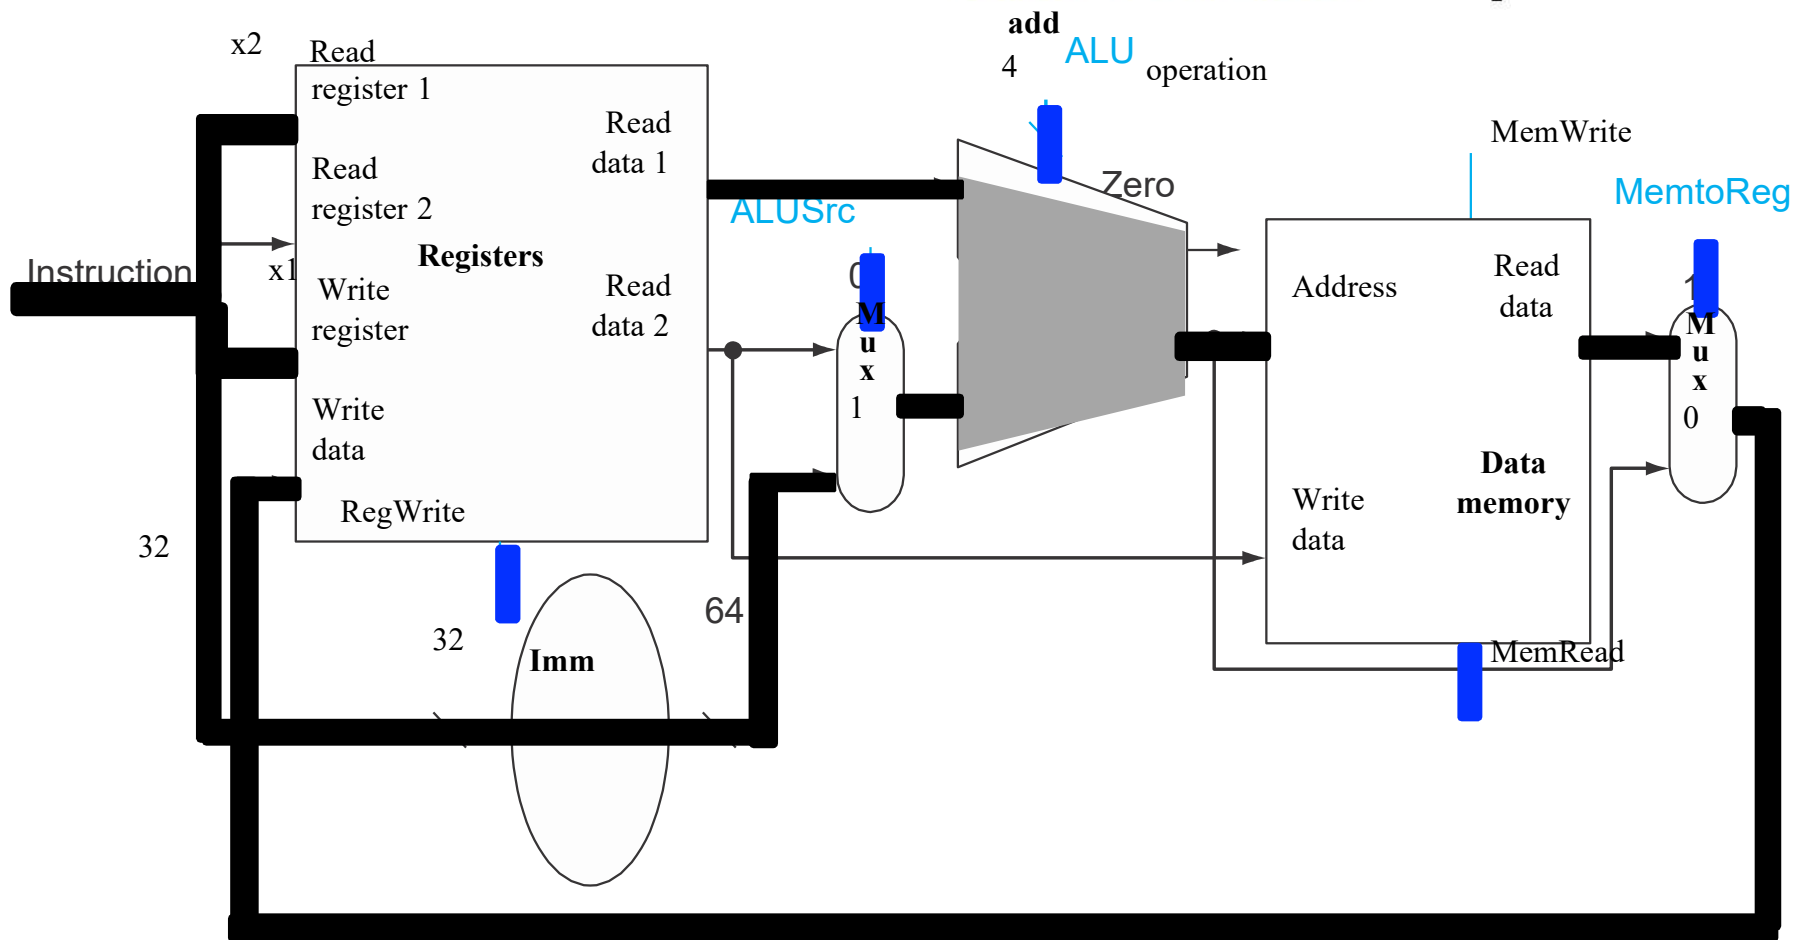 add
x2
Read
register 1
4
ALU
operation
Read
data 1
MemWrite
Read
register 2
Zero
MemtoReg
ALUSrc
Registers
Instruction
x1
Write
register
Read
data 2
0
M
u
x
1
Address
Read
data
1
M
u
x
0
Write
data
RegWrite
Data
memory
Write
data
32
64
32
Imm
MemRead